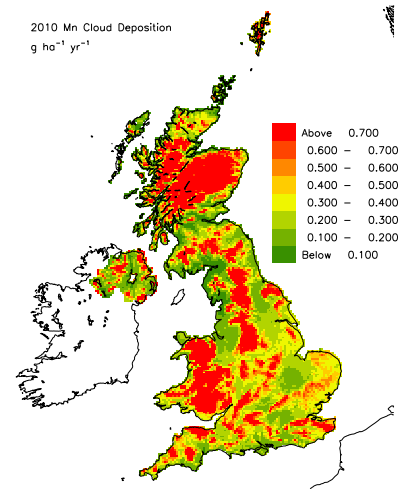 2010 Mn Cloud Deposition
g ha⁻¹ yr⁻¹
Above 0.700
0.600 – 0.700
0.500 – 0.600
0.400 – 0.500
0.300 – 0.400
0.200 – 0.300
0.100 – 0.200
Below 0.100